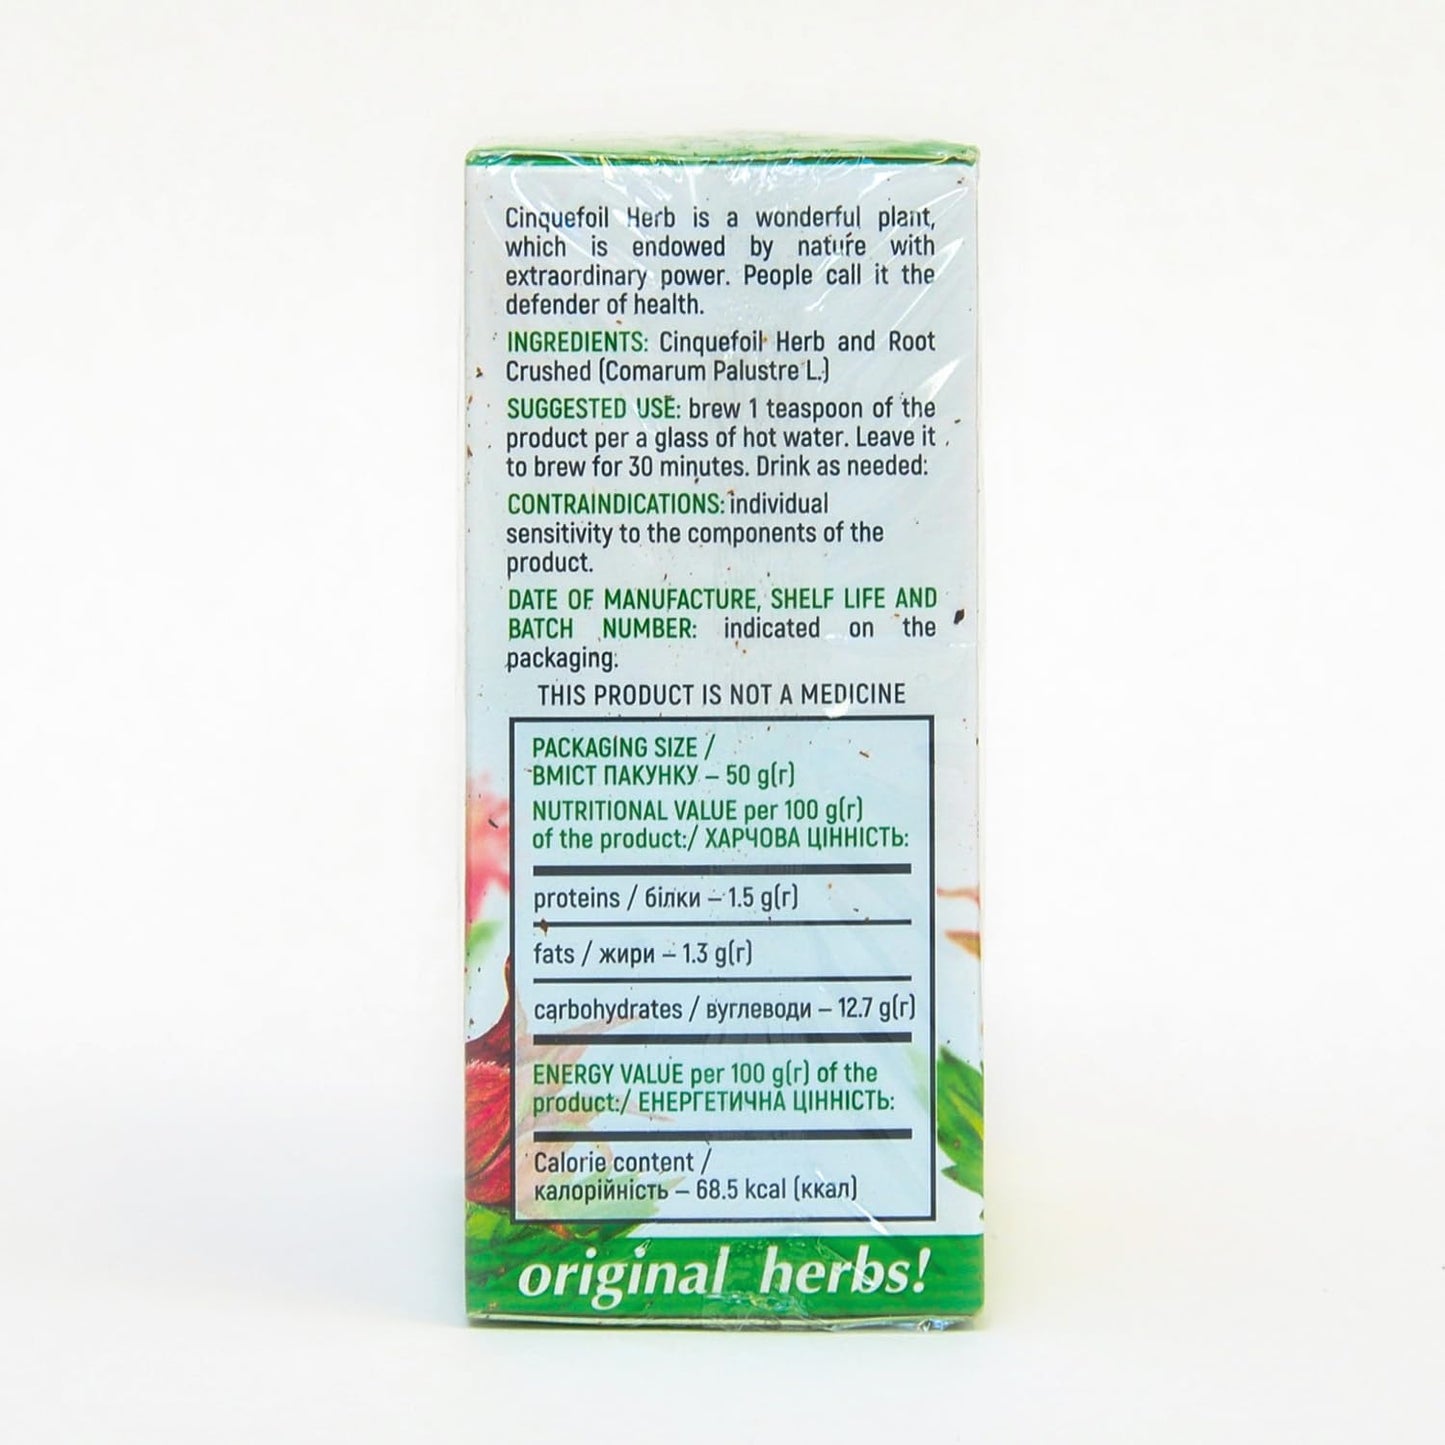 Cinquefoil Herb is a wonderful plant,
which is endowed by nature with
extraordinary power. People call it the
defender of health.
INGREDIENTS: Cinquefoil Herb and Root
Crushed (Comarum Palustre L.)
SUGGESTED USE: brew 1 teaspoon of the
product per a glass of hot water. Leave it
to brew for 30 minutes. Drink as needed.
CONTRAINDICATIONS: individual
sensitivity to the components of the
product.
DATE OF MANUFACTURE, SHELF LIFE AND
BATCH NUMBER: indicated on the
packaging.
THIS PRODUCT IS NOT A MEDICINE
PACKAGING SIZE /
ВМІСТ ПАКУНКУ – 50 g(г)
NUTRITIONAL VALUE per 100 g(г)
of the product:/ ХАРЧОВА ЦІННІСТЬ:
proteins / білки – 1.5 g(г)
fats / жири – 1.3 g(г)
carbohydrates / вуглеводи – 12.7 g(г)
ENERGY VALUE per 100 g(г) of the
product:/ ЕНЕРГЕТИЧНА ЦІННІСТЬ:
Calorie content /
калорійність – 68.5 kcal (ккал)
original herbs!